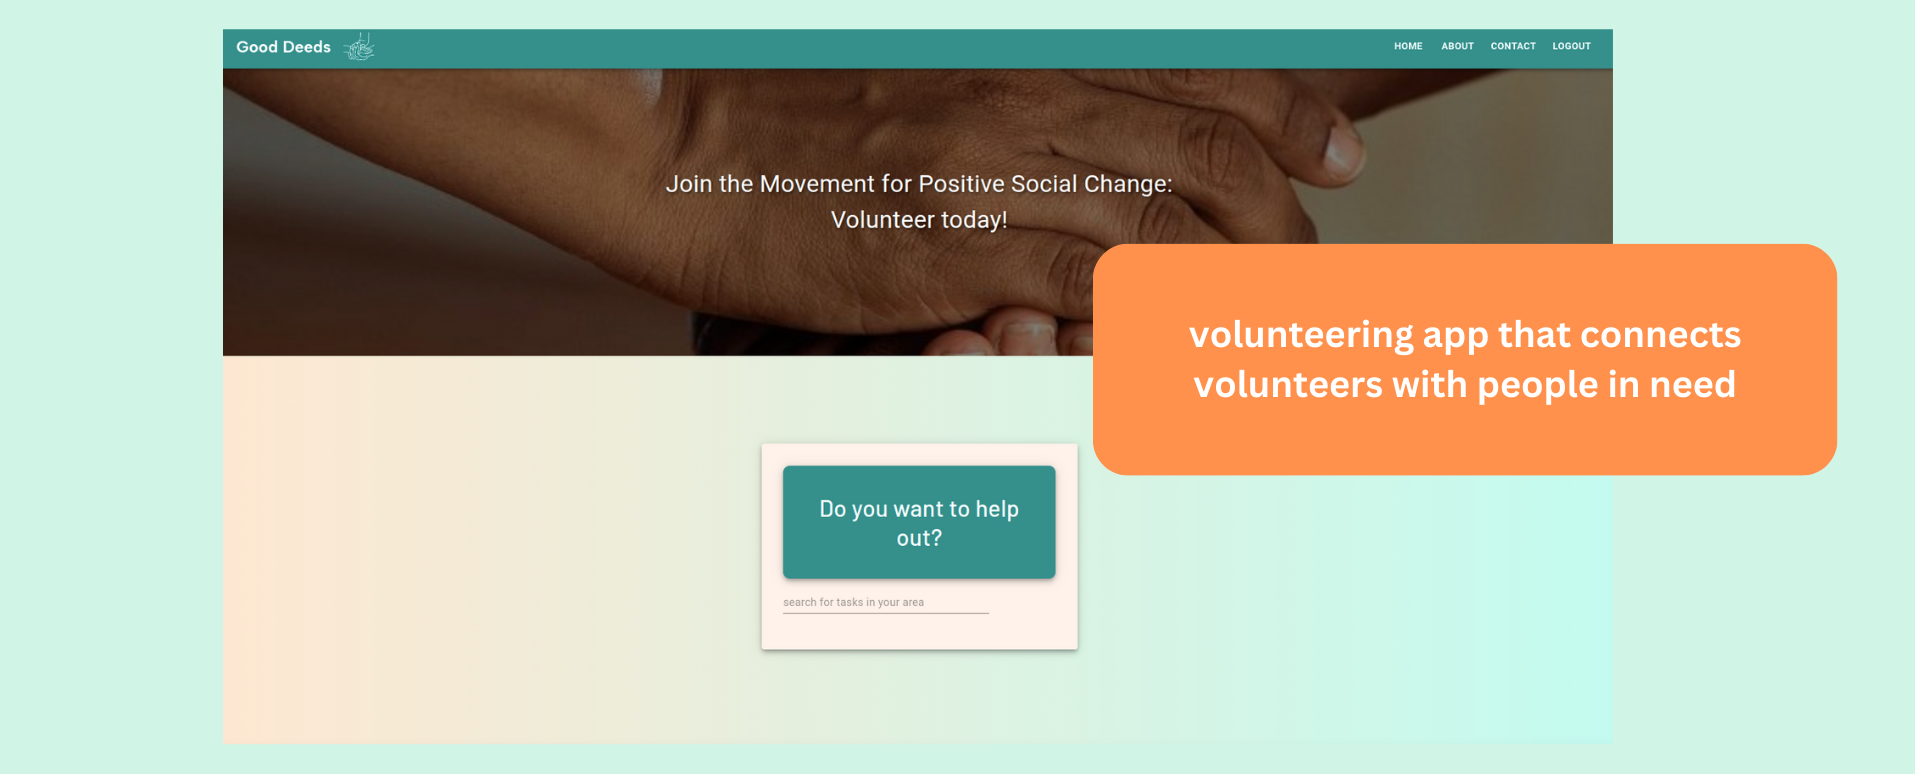 Good Deeds
HOME ABOUT CONTACT LOGOUT
Join the Movement for Positive Social Change:
Volunteer today!
volunteering app that connects
volunteers with people in need
Do you want to help
out?
search for tasks in your area